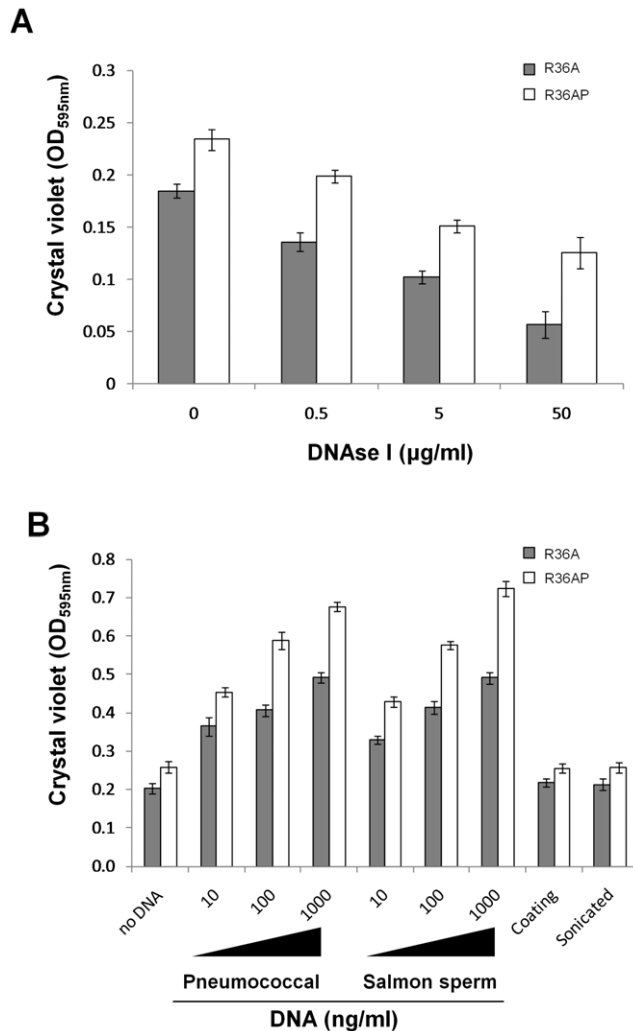 A
Crystal violet (OD595nm)
0.3
0.25
0.2
0.15
0.1
0.05
0
R36A
R36AP
0 0.5 5 50
DNAse I (µg/ml)
B
Crystal violet (OD595nm)
0.8
0.7
0.6
0.5
0.4
0.3
0.2
0.1
0.0
R36A
R36AP
no DNA 10 100 1000 10 100 1000 Coating Sonicated
Pneumococcal Salmon sperm
DNA (ng/ml)